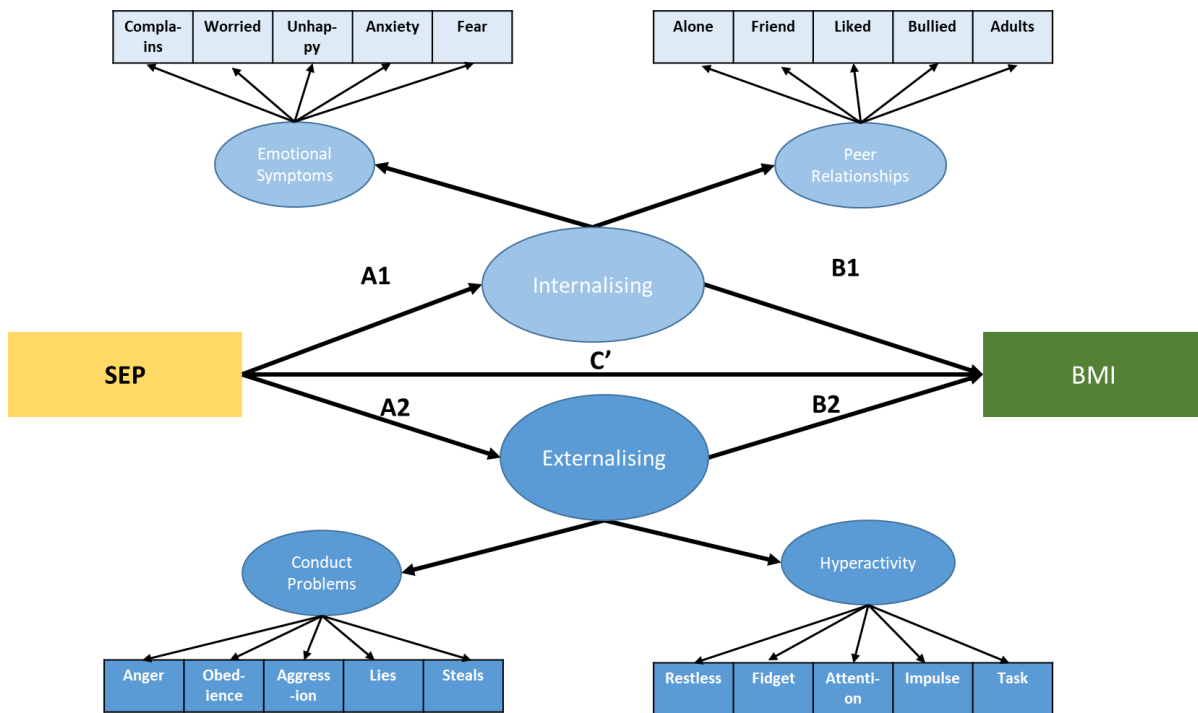 Compla-
ins
Worried
Unhap-
py
Anxiety
Fear
Alone
Friend
Liked
Bullied
Adults
Emotional
Symptoms
Peer
Relationships
A1
B1
Internalising
SEP
C’
BMI
A2
B2
Externalising
Conduct
Problems
Hyperactivity
Anger
Obed-
ience
Aggress
-ion
Lies
Steals
Restless
Fidget
Attenti-
on
Impulse
Task